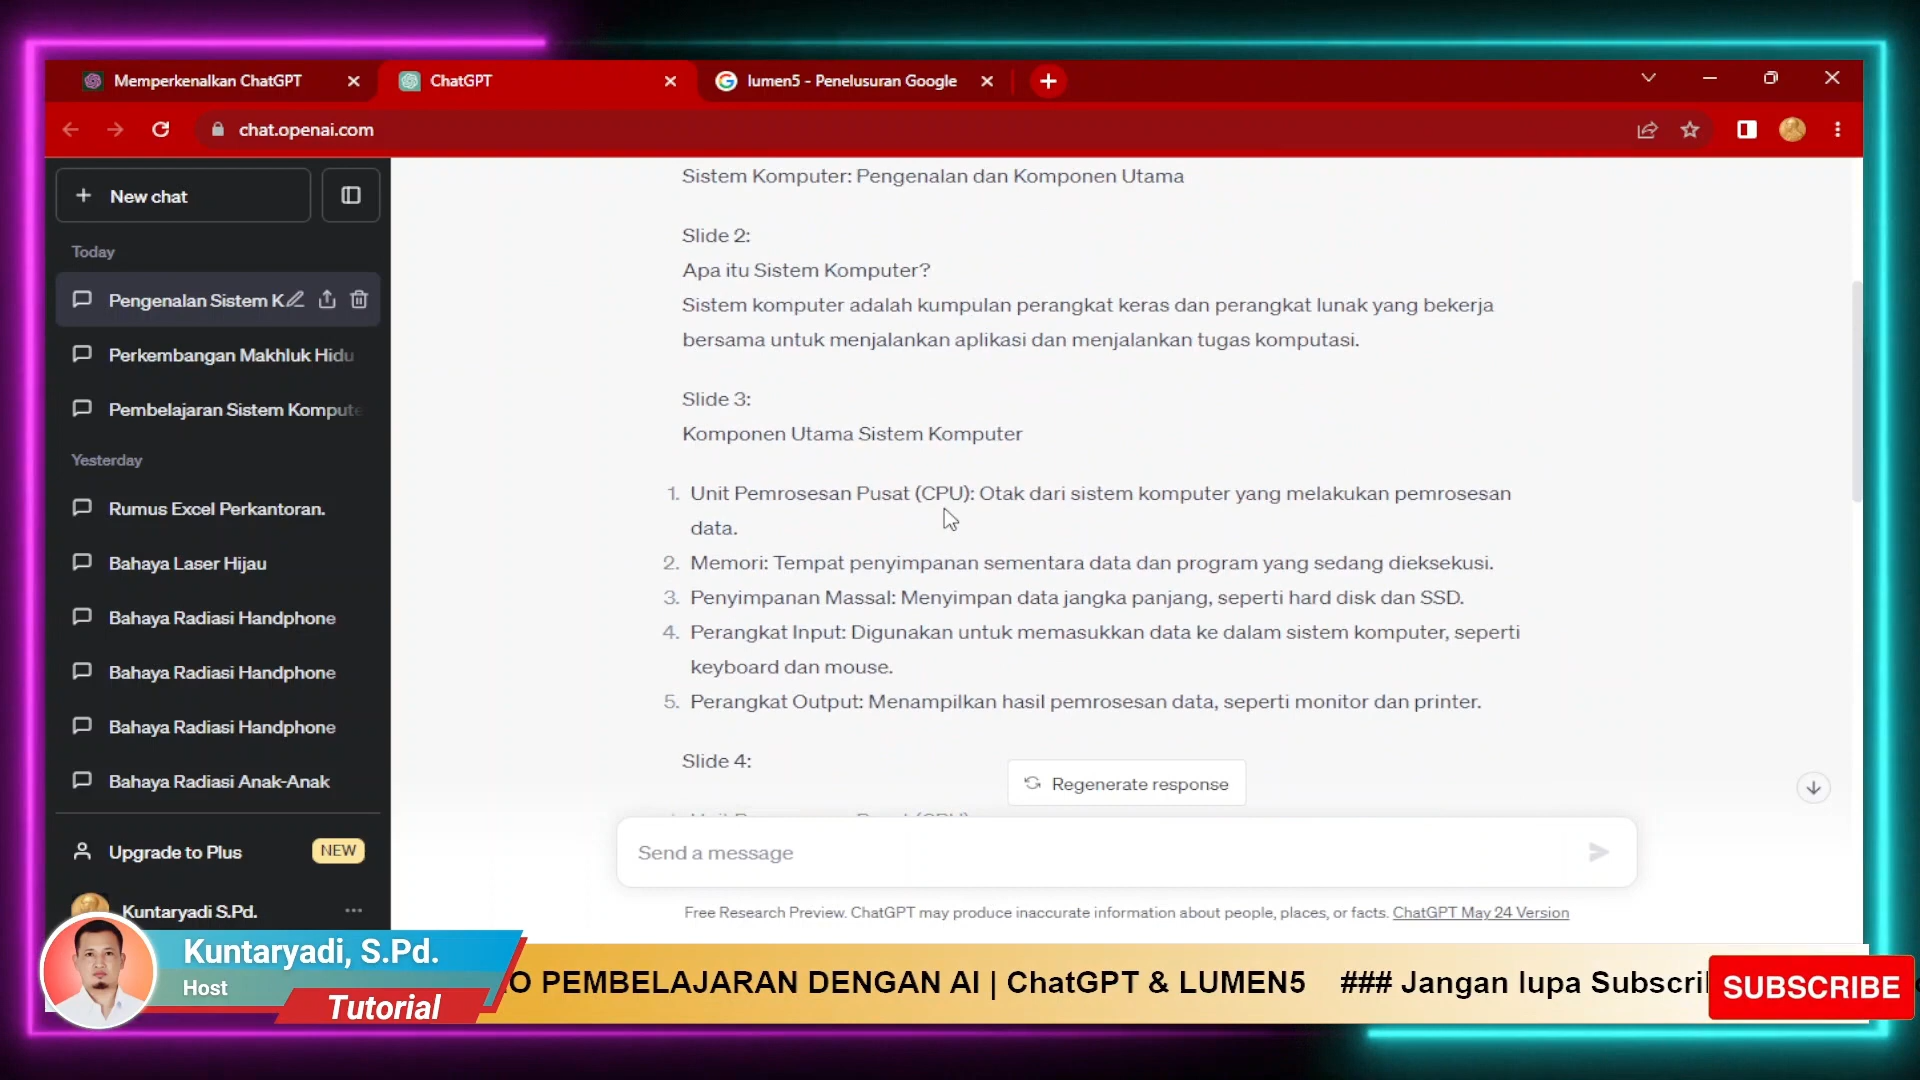 Memperkenalkan ChatGPT
ChatGPT
lumen5 - Penelusuran Google
chat.openai.com
New chat
Today
Pengenalan Sistem K
Perkembangan Makhluk Hidu
Pembelajaran Sistem Kompute
Yesterday
Rumus Excel Perkantoran.
Bahaya Laser Hijau
Bahaya Radiasi Handphone
Bahaya Radiasi Handphone
Bahaya Radiasi Handphone
Bahaya Radiasi Anak-Anak
Upgrade to Plus NEW
Kuntaryadi S.Pd.
Sistem Komputer: Pengenalan dan Komponen Utama
Slide 2:
Apa itu Sistem Komputer?
Sistem komputer adalah kumpulan perangkat keras dan perangkat lunak yang bekerja
bersama untuk menjalankan aplikasi dan menjalankan tugas komputasi.
Slide 3:
Komponen Utama Sistem Komputer
1. Unit Pemrosesan Pusat (CPU): Otak dari sistem komputer yang melakukan pemrosesan
data.
2. Memori: Tempat penyimpanan sementara data dan program yang sedang dieksekusi.
3. Penyimpanan Massal: Menyimpan data jangka panjang, seperti hard disk dan SSD.
4. Perangkat Input: Digunakan untuk memasukkan data ke dalam sistem komputer, seperti
keyboard dan mouse.
5. Perangkat Output: Menampilkan hasil pemrosesan data, seperti monitor dan printer.
Slide 4:
Regenerate response
Send a message
Free Research Preview. ChatGPT may produce inaccurate information about people, places, or facts. ChatGPT May 24 Version
Kuntaryadi, S.Pd.
Host
Tutorial
O PEMBELAJARAN DENGAN AI | ChatGPT & LUMEN5 ### Jangan lupa Subscri
SUBSCRIBE